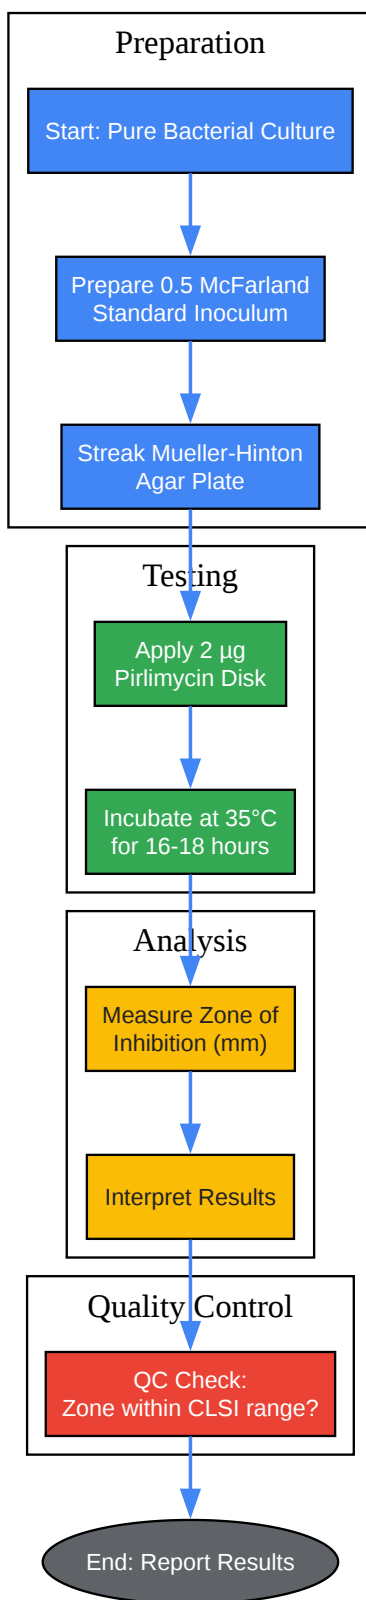 Preparation
Start: Pure Bacterial Culture
Prepare 0.5 McFarland
Standard Inoculum
Streak Mueller-Hinton
Agar Plate
Testing
Apply 2 µg
Pirlimycin Disk
Incubate at 35°C
for 16-18 hours
Analysis
Measure Zone of
Inhibition (mm)
Interpret Results
Quality Control
QC Check:
Zone within CLSI range?
End: Report Results